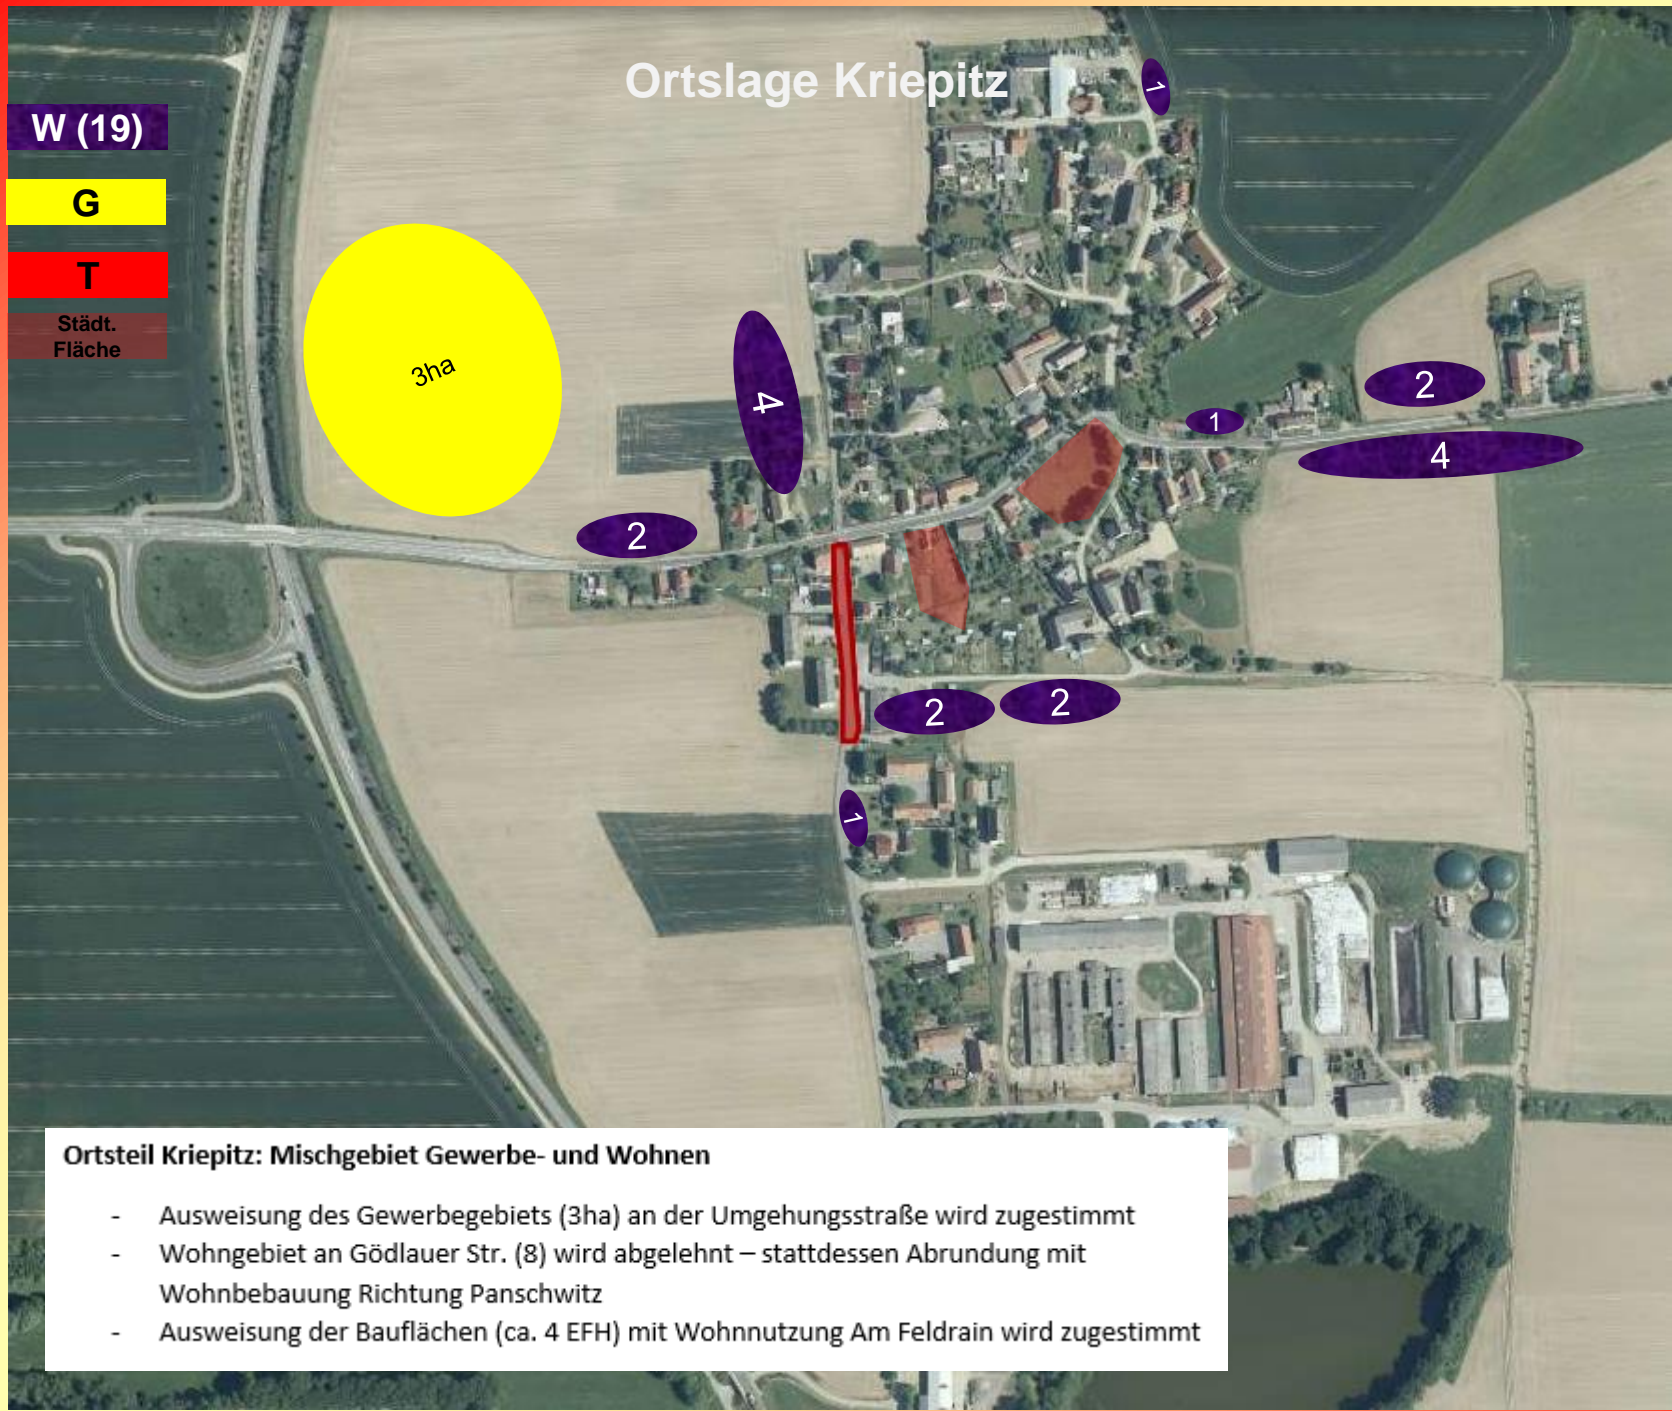 Ortslage Kriepitz
1
W (19)
G
T
Städt.
Fläche
3ha
4
2
1
4
2
2
2
1
Ortsteil Kriepitz: Mischgebiet Gewerbe- und Wohnen
- Ausweisung des Gewerbegebiets (3ha) an der Umgehungsstraße wird zugestimmt
- Wohngebiet an Gödlauer Str. (8) wird abgelehnt – stattdessen Abrundung mit
Wohnbebauung Richtung Panschwitz
- Ausweisung der Bauflächen (ca. 4 EFH) mit Wohnnutzung Am Feldrain wird zugestimmt